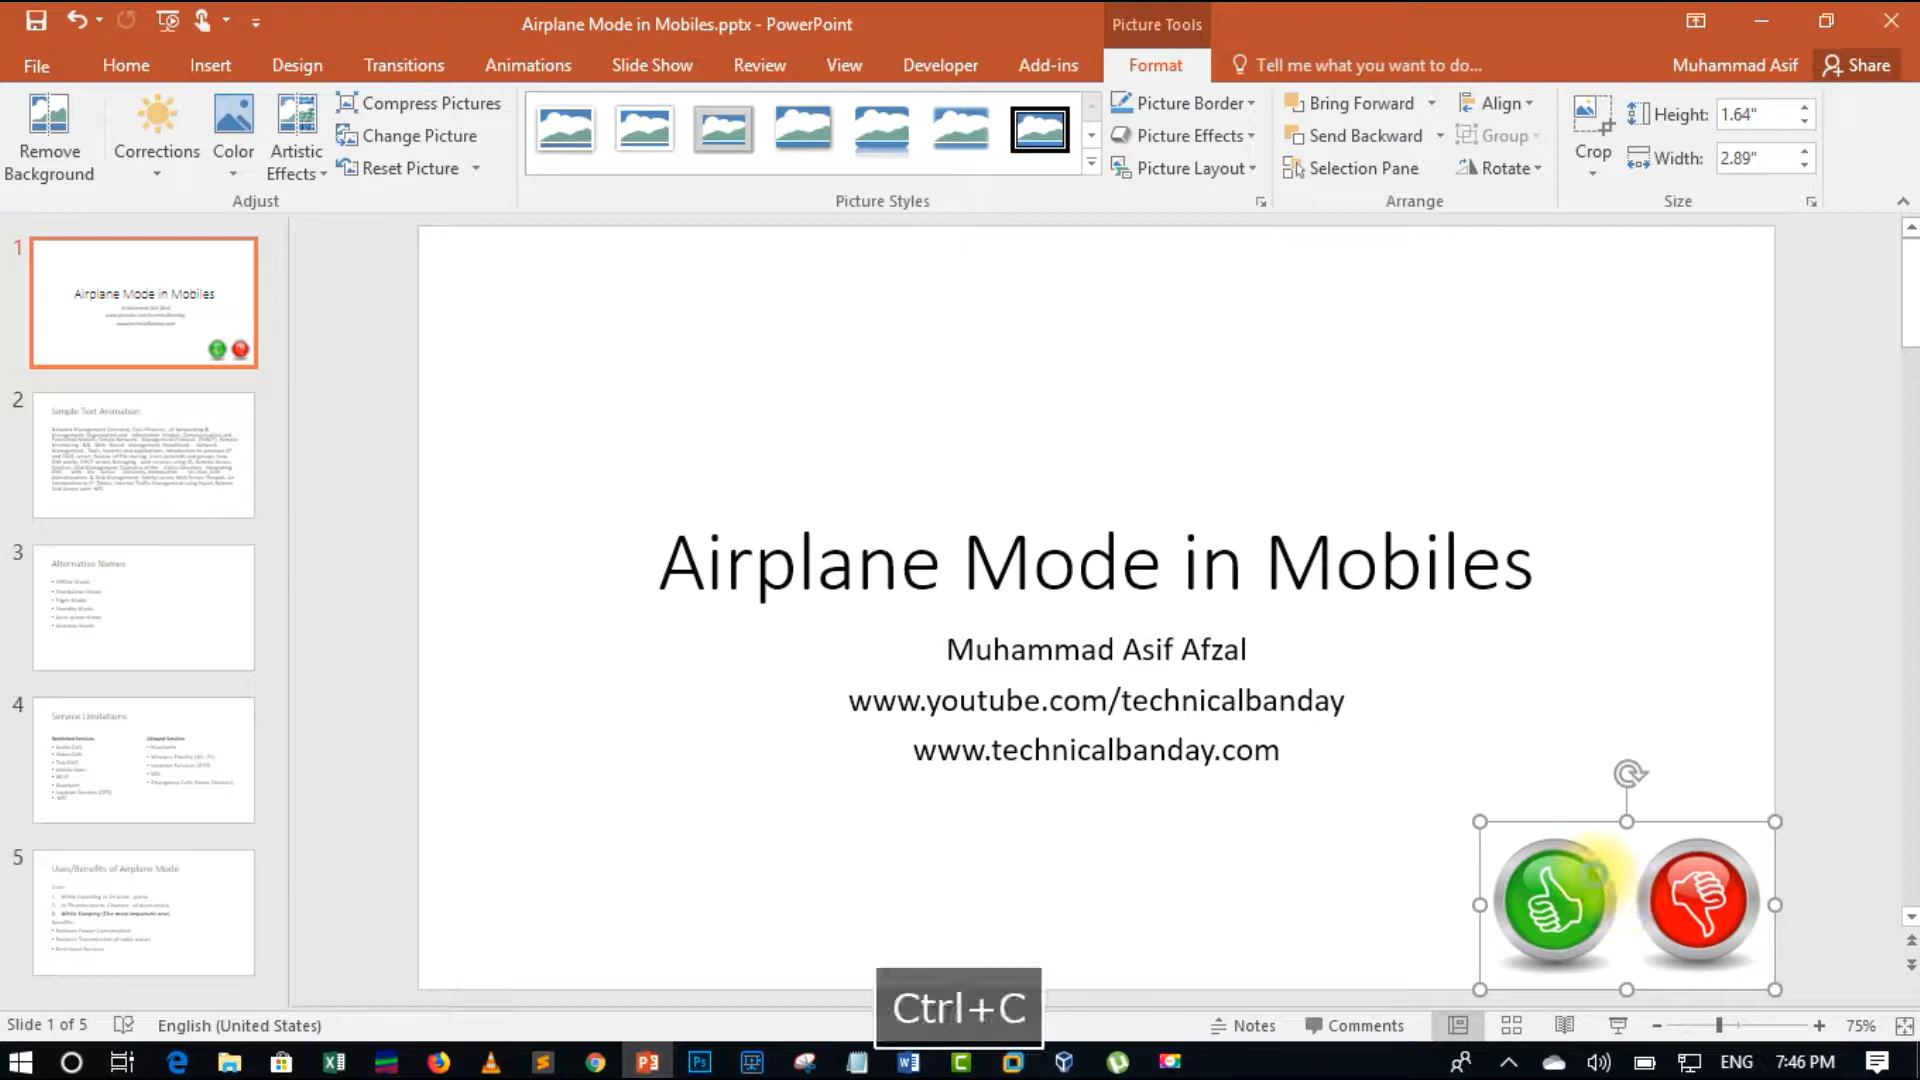 Airplane Mode in Mobiles.pptx - PowerPoint
Picture Tools
File
Home
Insert
Design
Transitions
Animations
Slide Show
Review
View
Developer
Add-ins
Format
Tell me what you want to do...
Muhammad Asif
Share
Remove
Background
Corrections
Color
Artistic
Effects
Compress Pictures
Change Picture
Reset Picture
Adjust
Picture Styles
Picture Border
Picture Effects
Picture Layout
Bring Forward
Send Backward
Selection Pane
Align
Group
Rotate
Arrange
Crop
Height: 1.64"
Width: 2.89"
Size
1
Airplane Mode in Mobiles
2
Simple Text Animation
3
Alternative Names
4
Service Limitations
5
Uses/Benefits of Airplane Mode
Airplane Mode in Mobiles
Muhammad Asif Afzal
www.youtube.com/technicalbanday
www.technicalbanday.com
Ctrl+C
Slide 1 of 5
English (United States)
Notes
Comments
75%
Ps
ENG
7:46 PM